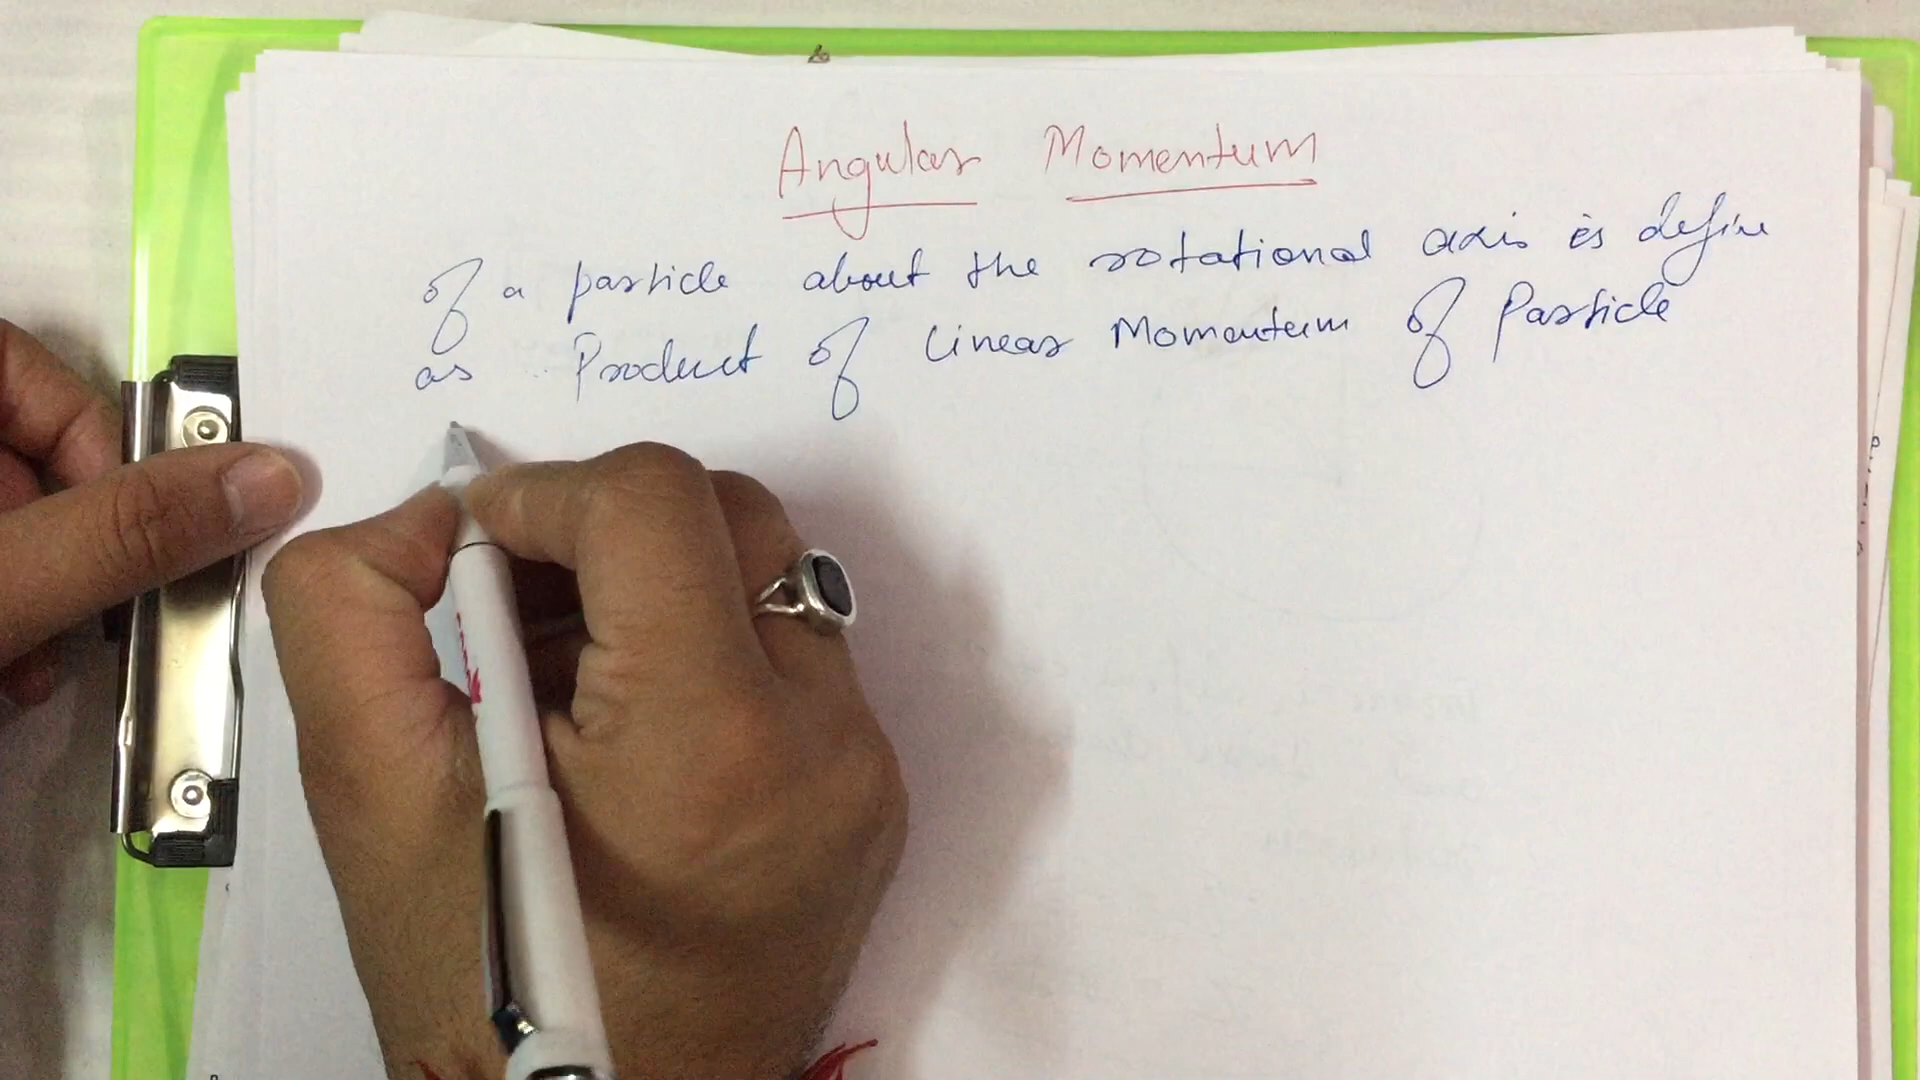 Angular Momentum
of a particle about the rotational axis is define
as Product of Linear Momentum of Particle